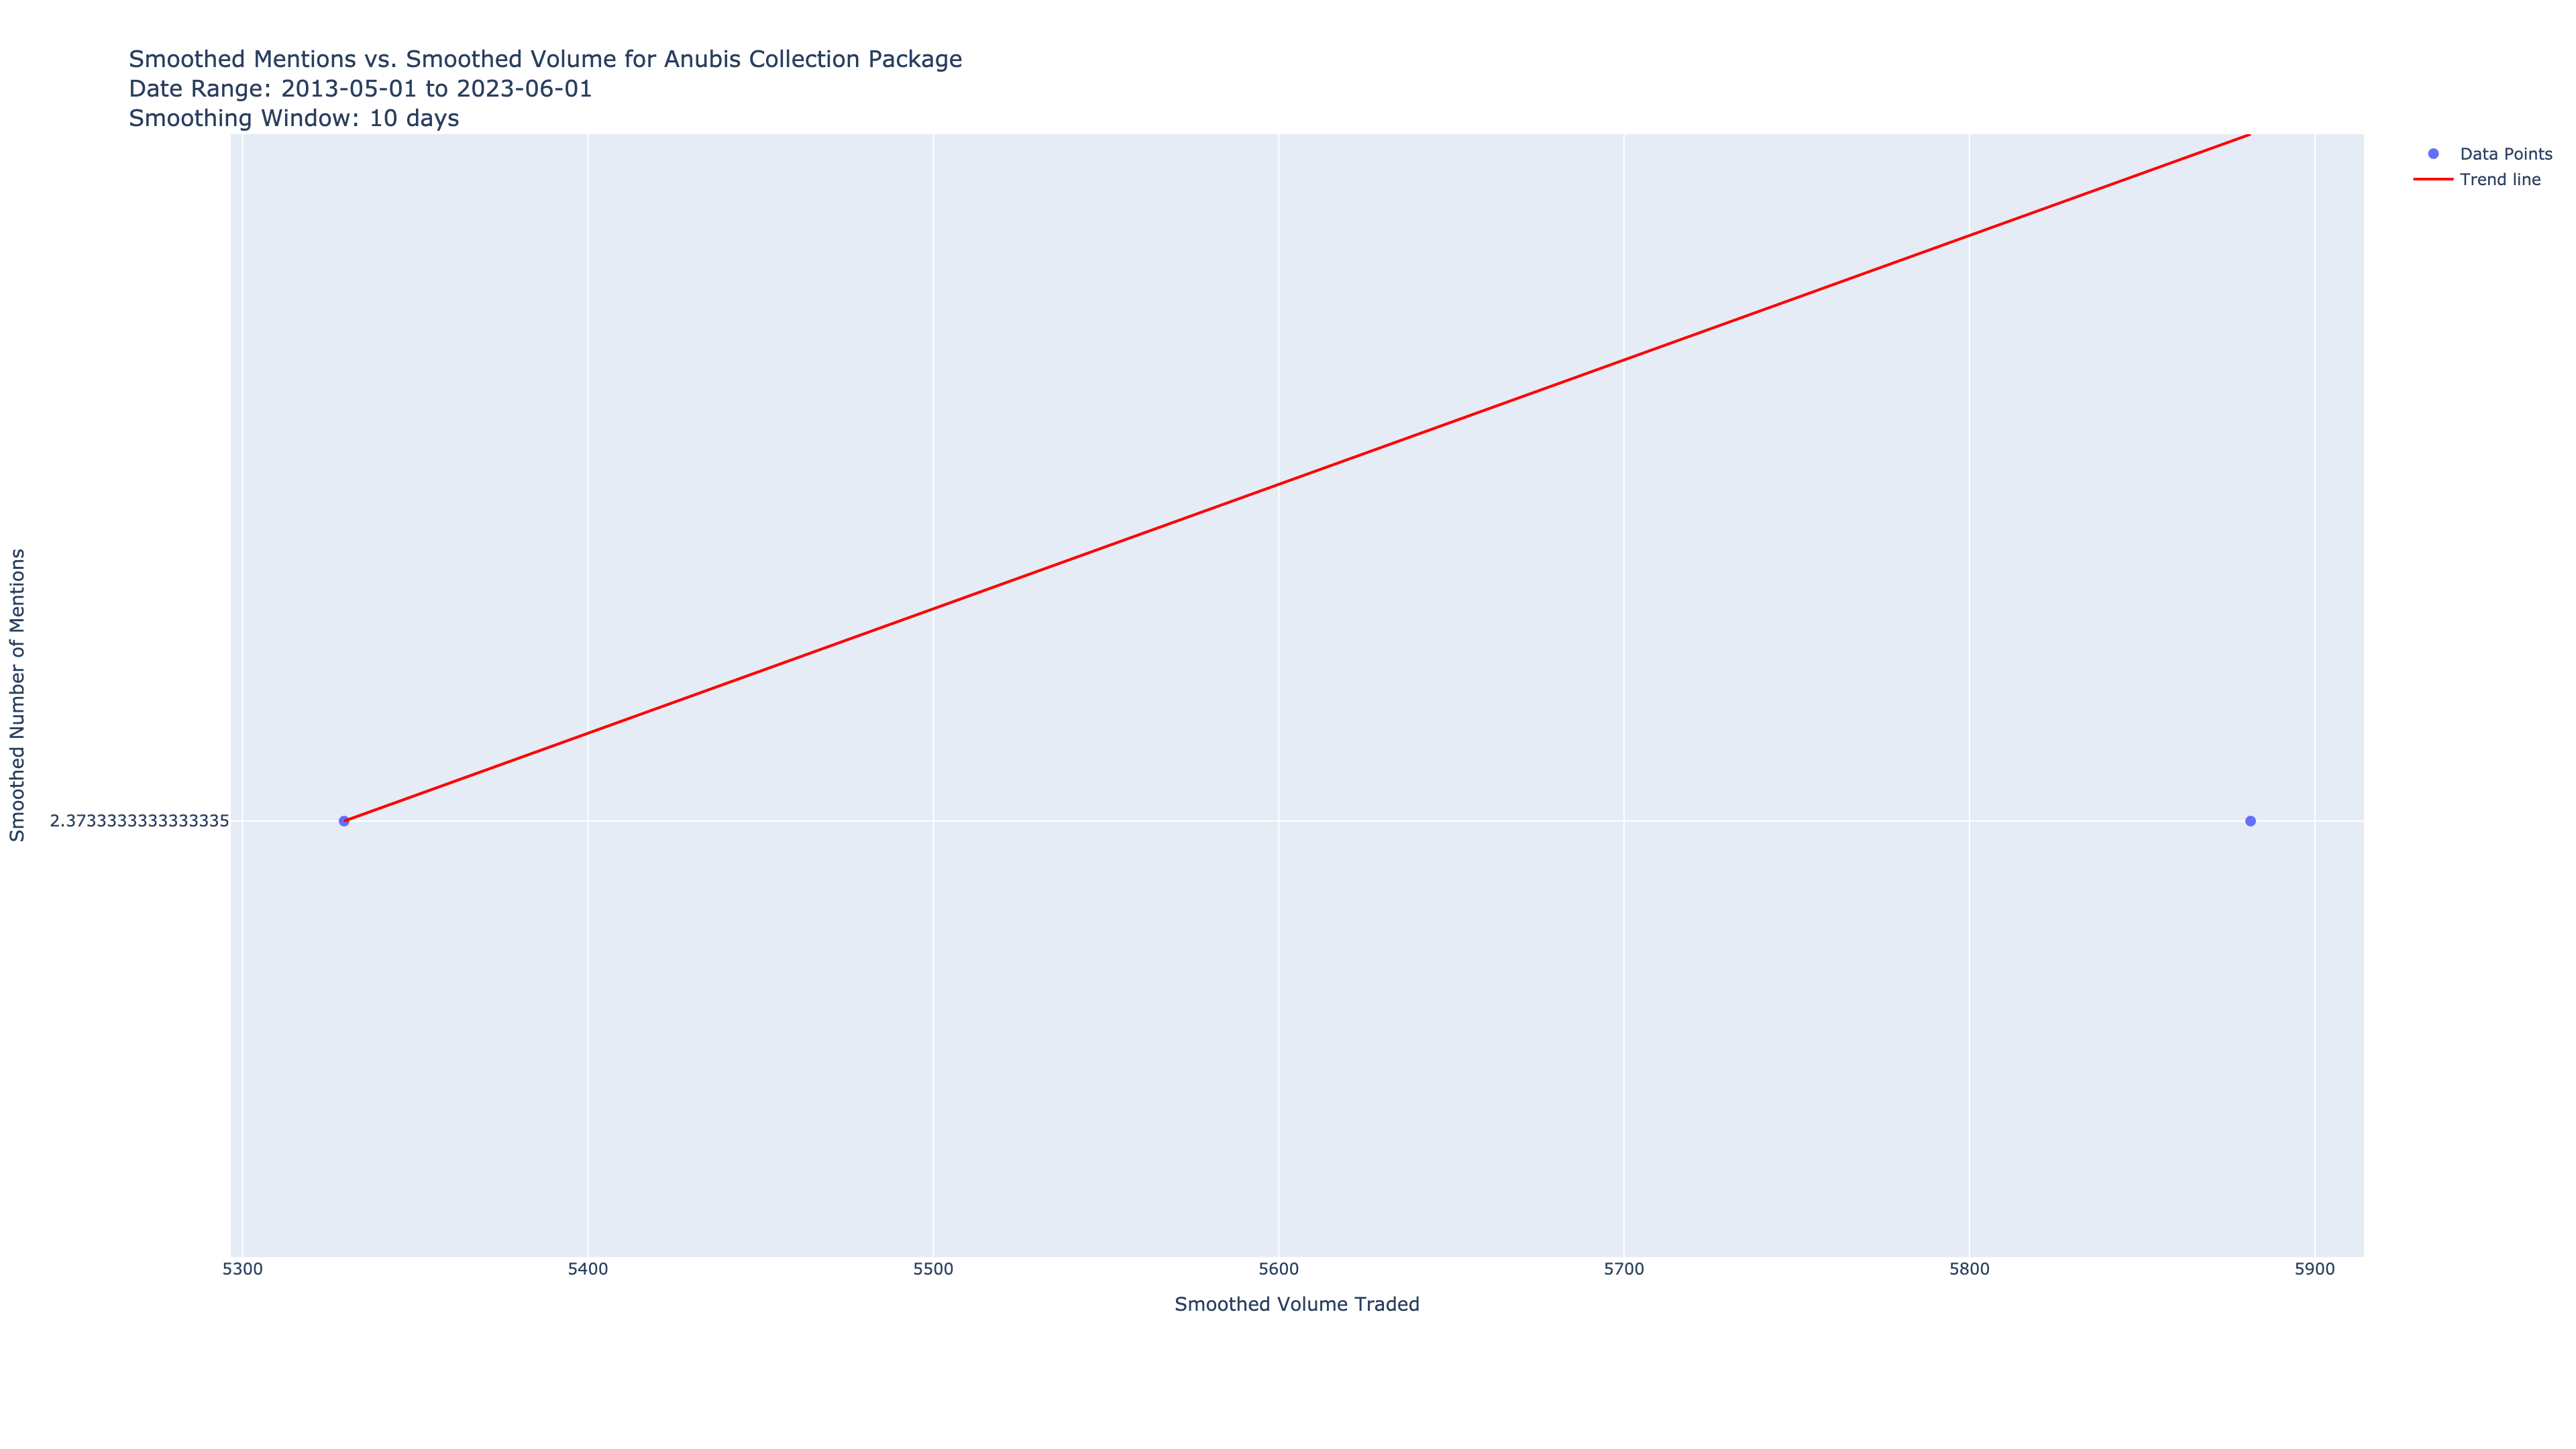 Smoothed Mentions vs. Smoothed Volume for Anubis Collection Package
Date Range: 2013-05-01 to 2023-06-01
Smoothing Window: 10 days
Data Points
Trend line
Smoothed Number of Mentions
2.3733333333333335
5300
5400
5500
5600
5700
5800
5900
Smoothed Volume Traded